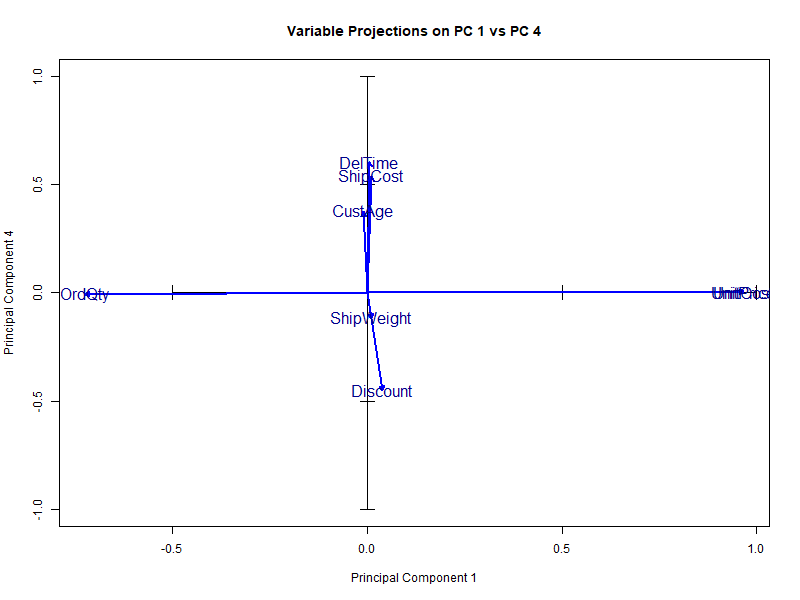 Variable Projections on PC 1 vs PC 4
Principal Component 4
1.0
0.5
0.0
-0.5
-1.0
DelTime
ShipCost
CustAge
OrdQty
ShipWeight
Discount
-0.5
0.0
0.5
1.0
Principal Component 1